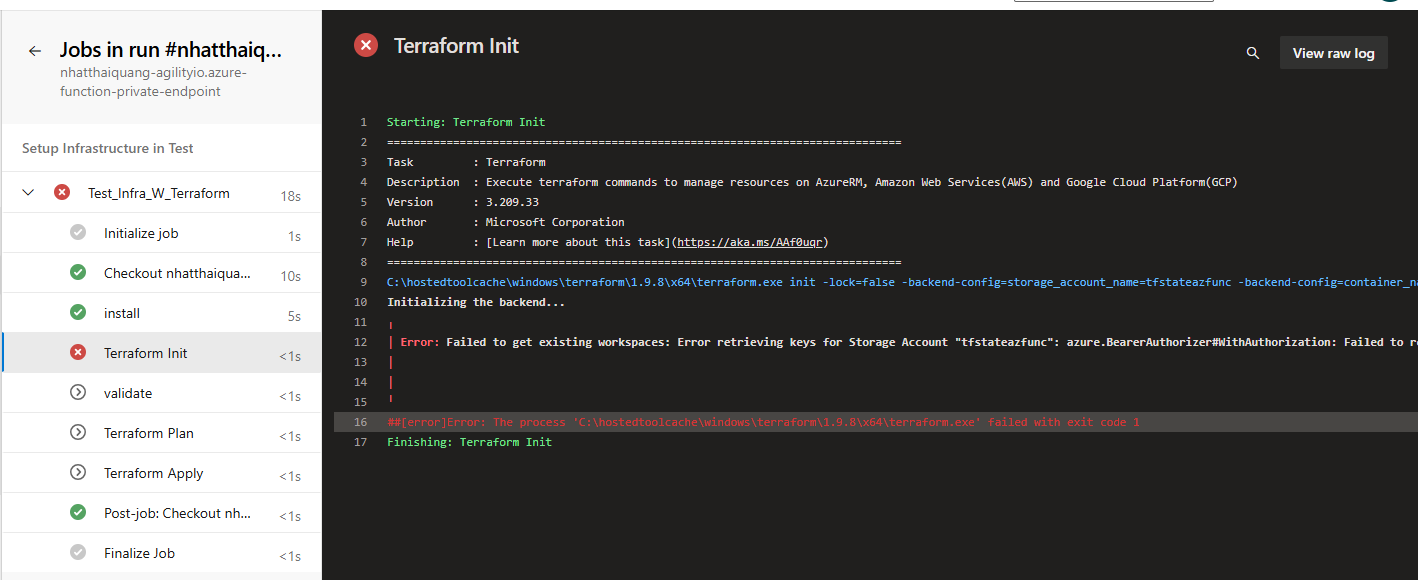 Jobs in run #nhatthaiq...
nhatthaiquang-agilityio.azure-
function-private-endpoint
Setup Infrastructure in Test
Test_Infra_W_Terraform 18s
Initialize job 1s
Checkout nhatthaiqua... 10s
install 5s
Terraform Init <1s
validate <1s
Terraform Plan <1s
Terraform Apply <1s
Post-job: Checkout nh... <1s
Finalize Job <1s
Terraform Init
View raw log
1 Starting: Terraform Init
2 ==============================================================================
3 Task : Terraform
4 Description : Execute terraform commands to manage resources on AzureRM, Amazon Web Services(AWS) and Google Cloud Platform(GCP)
5 Version : 3.209.33
6 Author : Microsoft Corporation
7 Help : [Learn more about this task](https://aka.ms/AAf0uqr)
8 ==============================================================================
9 C:\hostedtoolcache\windows\terraform\1.9.8\x64\terraform.exe init -lock=false -backend-config=storage_account_name=tfstateazfunc -backend-config=container_na
10 Initializing the backend...
11 ╷
12 │ Error: Failed to get existing workspaces: Error retrieving keys for Storage Account "tfstateazfunc": azure.BearerAuthorizer#WithAuthorization: Failed to re
13 │
14 │
15 ╵
16 ##[error]Error: The process 'C:\hostedtoolcache\windows\terraform\1.9.8\x64\terraform.exe' failed with exit code 1
17 Finishing: Terraform Init